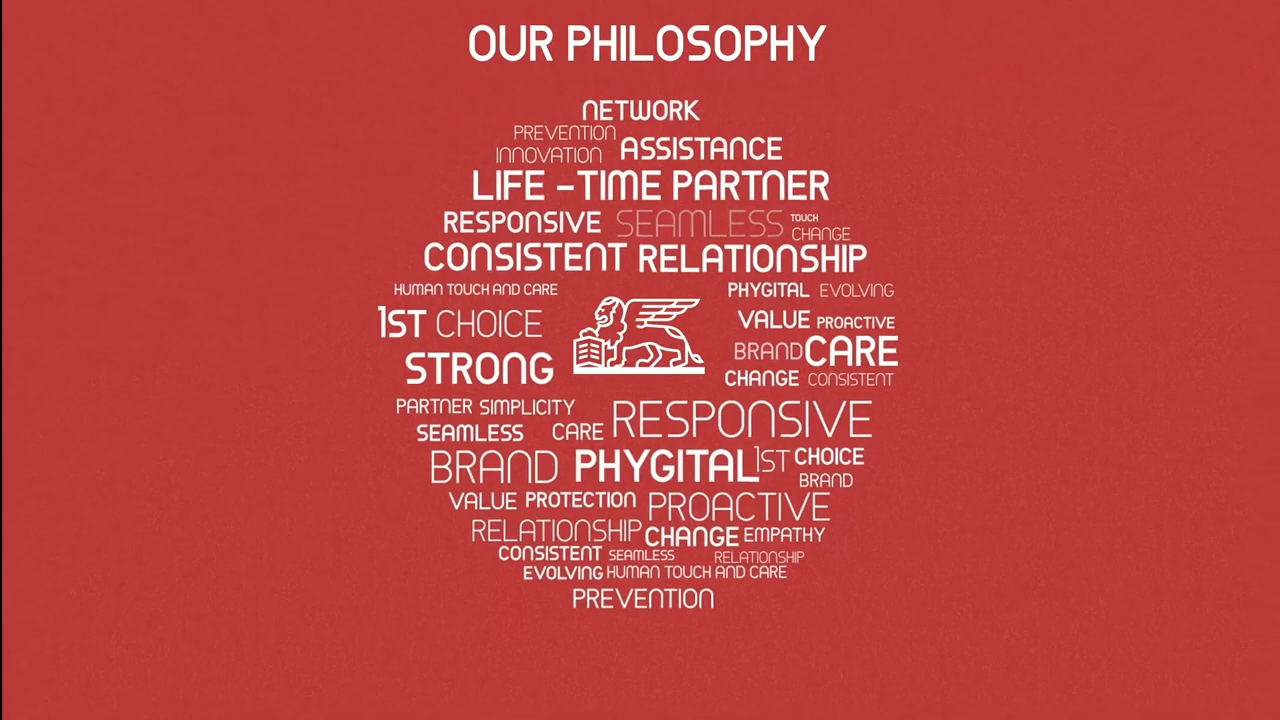 OUR PHILOSOPHY
NETWORK
PREVENTION
INNOVATION ASSISTANCE
LIFE -TIME PARTNER
RESPONSIVE SEAMLESS TOUCH
CHANGE
CONSISTENT RELATIONSHIP
HUMAN TOUCH AND CARE PHYGITAL EVOLVING
1ST CHOICE VALUE PROACTIVE
BRAND CARE
STRONG CHANGE CONSISTENT
PARTNER SIMPLICITY RESPONSIVE
SEAMLESS CARE
BRAND PHYGITAL 1ST CHOICE
BRAND
VALUE PROTECTION PROACTIVE
RELATIONSHIP CHANGE EMPATHY
CONSISTENT SEAMLESS RELATIONSHIP
EVOLVING HUMAN TOUCH AND CARE
PREVENTION